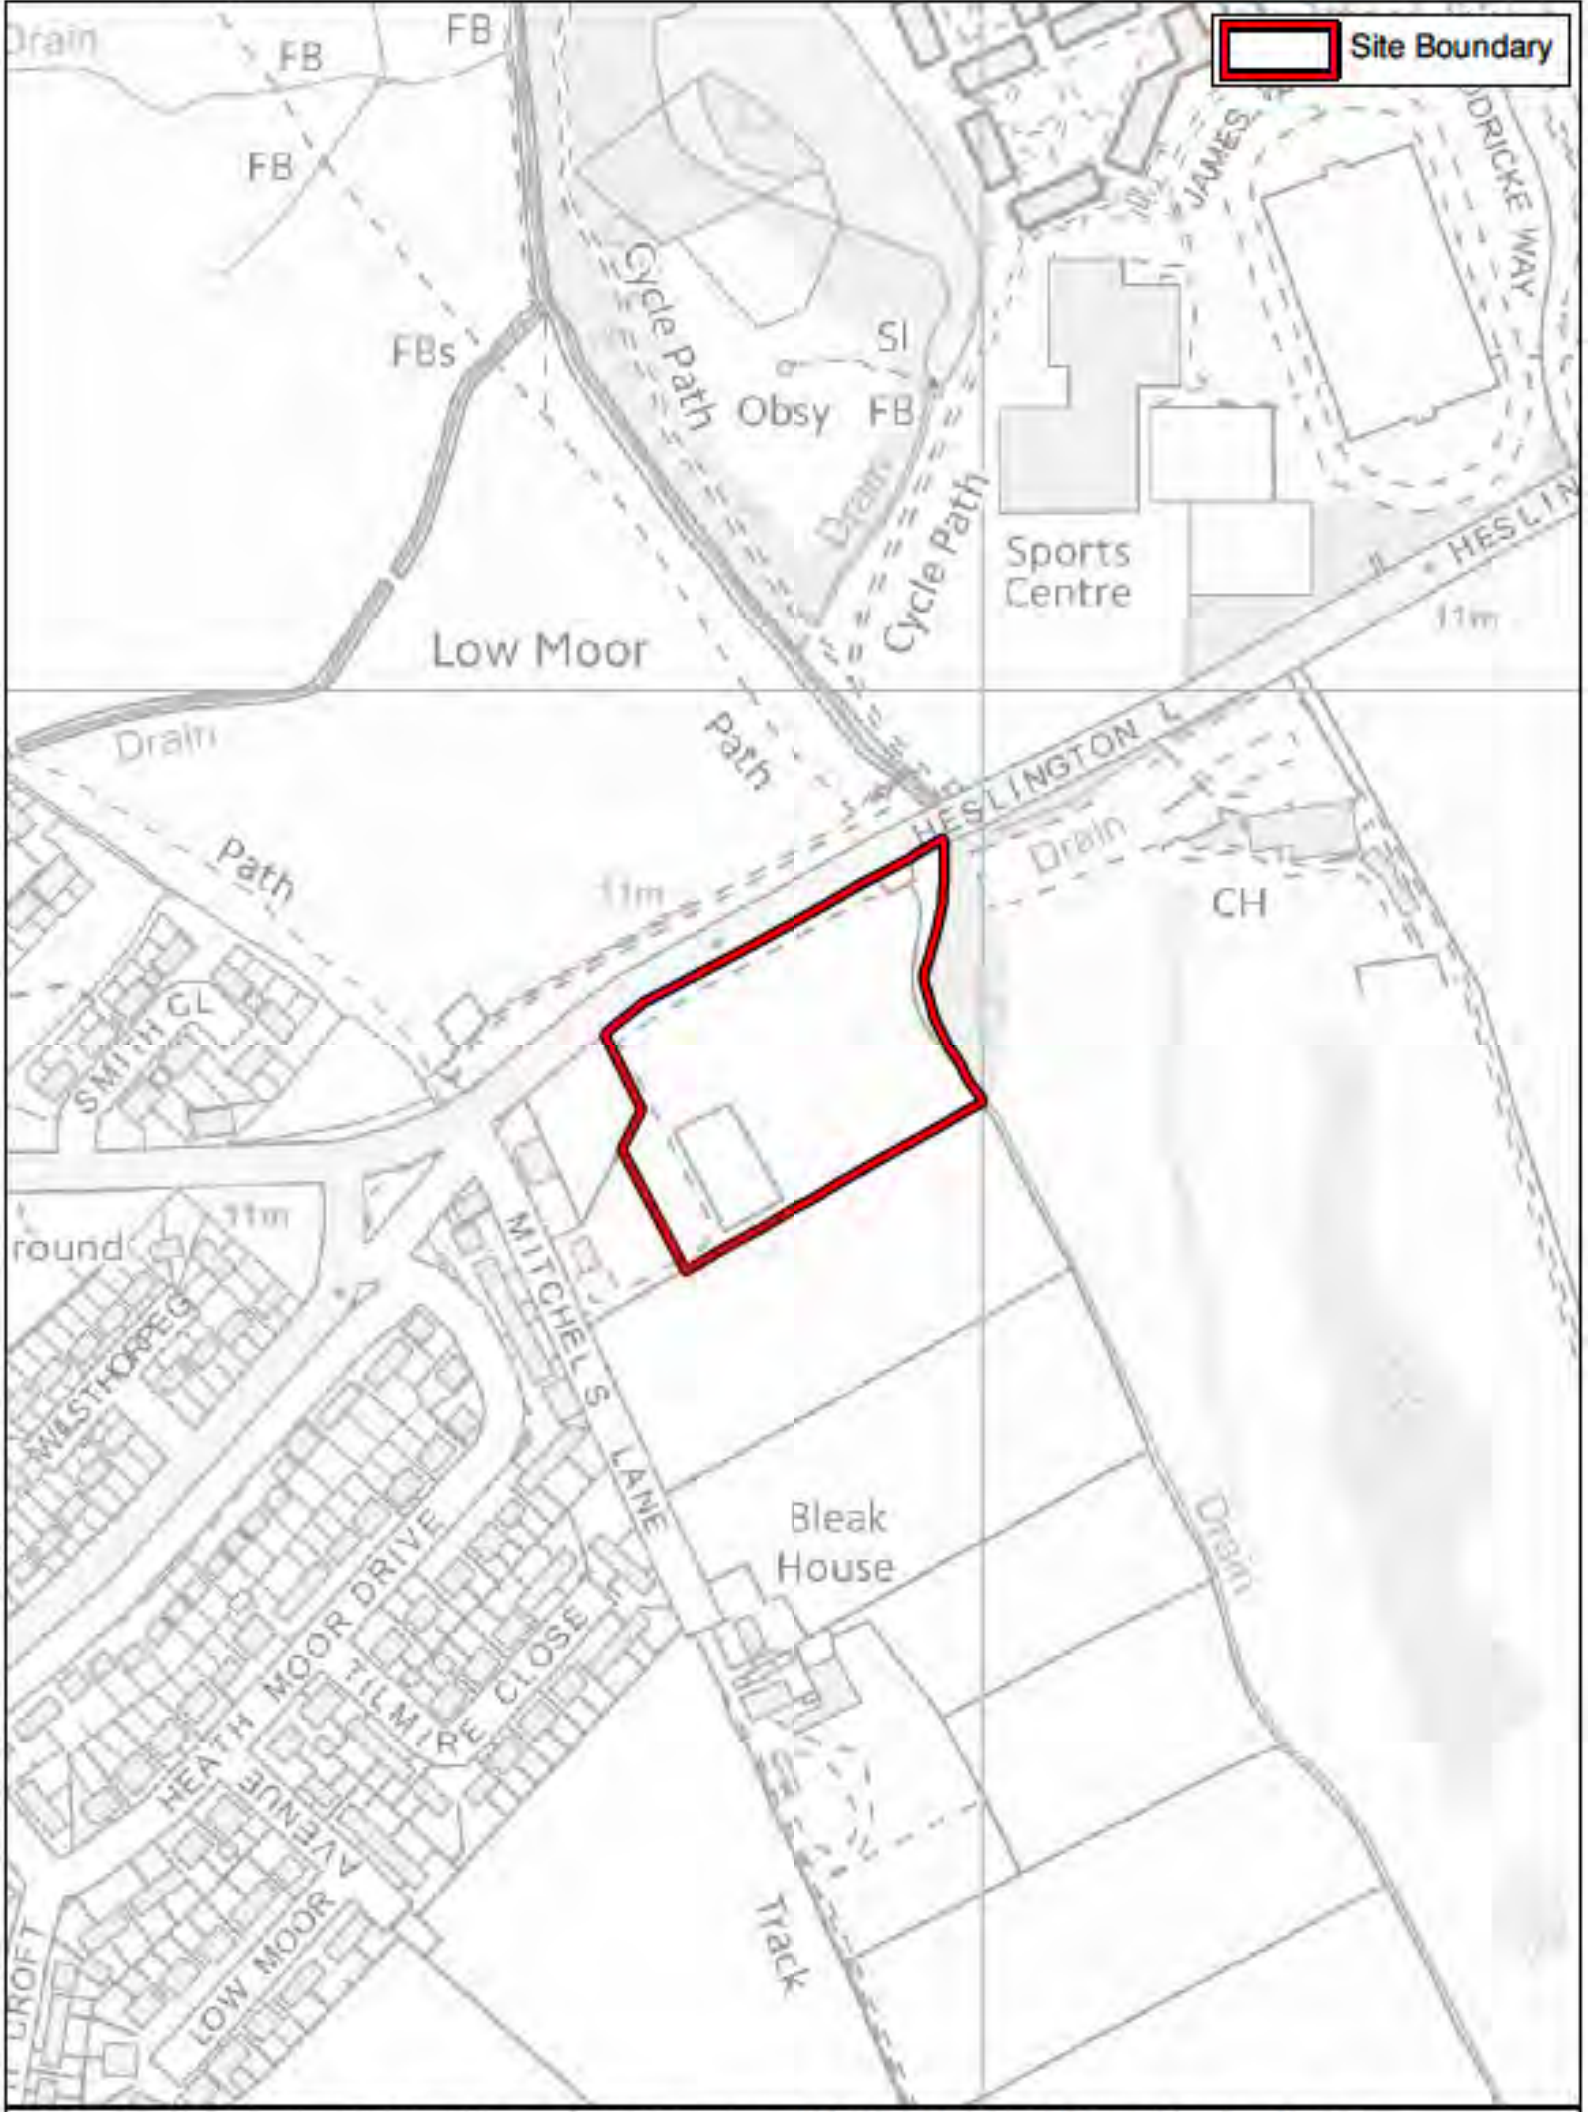 Drain
FB
FB
Site Boundary
FB
JAMES
DRICKE WAY
Cycle Path
FBs
SI
Obsy
FB
Drain
Cycle Path
Sports
Centre
HESLIN
11m
Low Moor
Drain
Path
HESLINGTON L
Drain
Path
11m
CH
SMITH CL
11m
round
MITCHEL S LANE
Bleak
House
Drain
HEATH MOOR DRIVE
TILMIRE CLOSE
LOW MOOR AVENUE
Track
CROFT